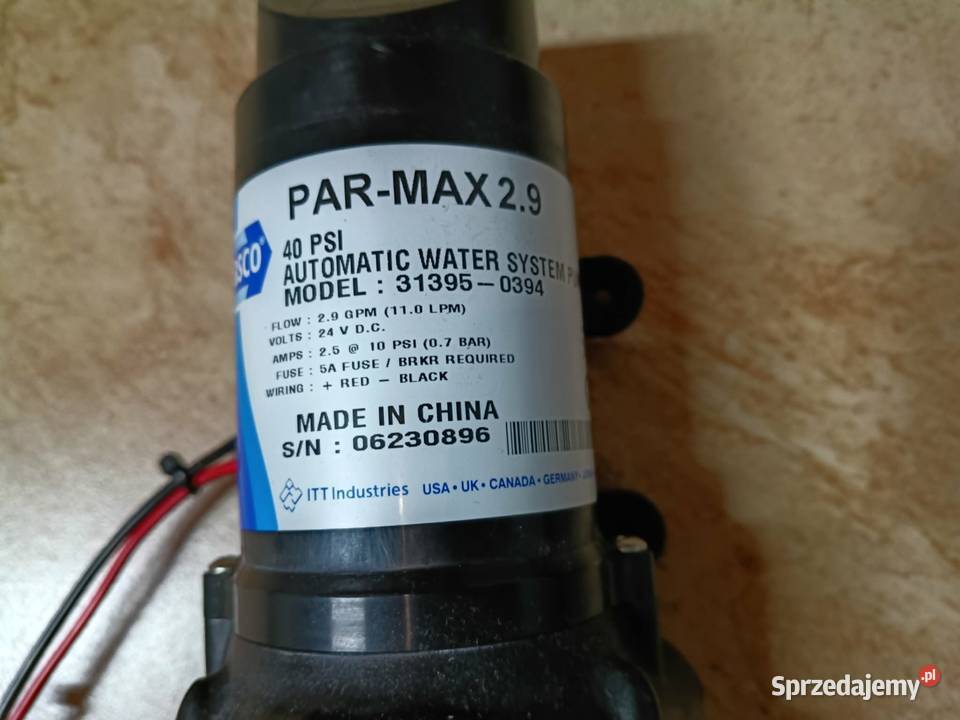 PAR-MAX 2.9
40 PSI
AUTOMATIC WATER SYSTEM
MODEL : 31395-0394
FLOW : 2.9 GPM (11.0 LPM)
VOLTS : 24 V D.C.
AMPS : 2.5 @ 10 PSI (0.7 BAR)
FUSE : 5A FUSE / BRKR REQUIRED
WIRING : + RED - BLACK
MADE IN CHINA
S/N : 06230896
ITT Industries USA • UK • CANADA • GERMANY
Sprzedajemy.pl